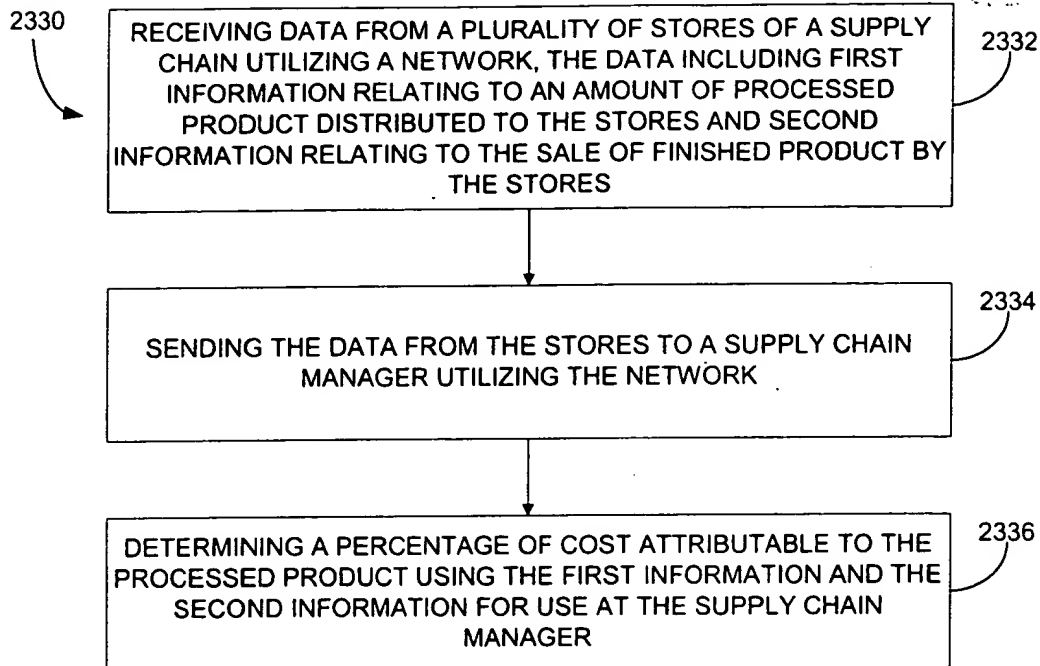 2330
RECEIVING DATA FROM A PLURALITY OF STORES OF A SUPPLY
CHAIN UTILIZING A NETWORK, THE DATA INCLUDING FIRST
INFORMATION RELATING TO AN AMOUNT OF PROCESSED
PRODUCT DISTRIBUTED TO THE STORES AND SECOND
INFORMATION RELATING TO THE SALE OF FINISHED PRODUCT BY
THE STORES
2332
SENDING THE DATA FROM THE STORES TO A SUPPLY CHAIN
MANAGER UTILIZING THE NETWORK
2334
DETERMINING A PERCENTAGE OF COST ATTRIBUTABLE TO THE
PROCESSED PRODUCT USING THE FIRST INFORMATION AND THE
SECOND INFORMATION FOR USE AT THE SUPPLY CHAIN
MANAGER
2336